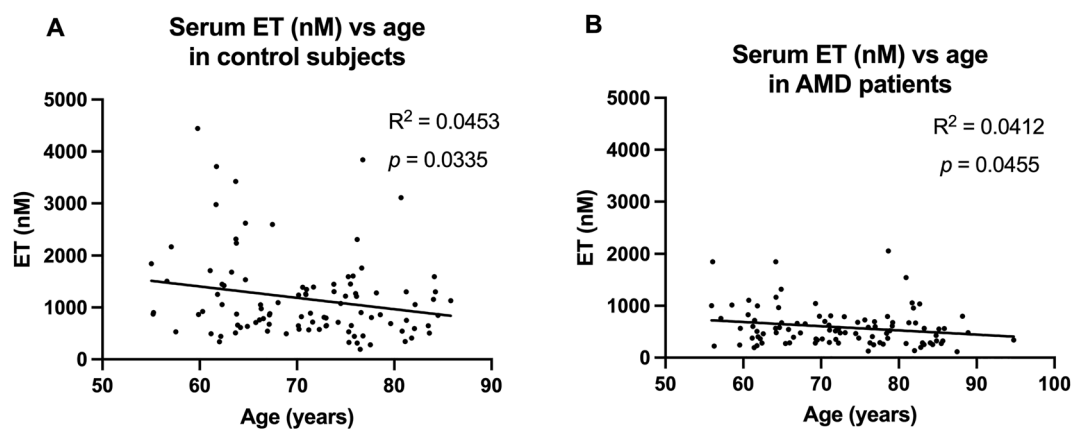 A
Serum ET (nM) vs age
in control subjects
R² = 0.0453
p = 0.0335
ET (nM)
5000
4000
3000
2000
1000
0
50 60 70 80 90
Age (years)
B
Serum ET (nM) vs age
in AMD patients
R² = 0.0412
p = 0.0455
ET (nM)
5000
4000
3000
2000
1000
0
50 60 70 80 90 100
Age (years)